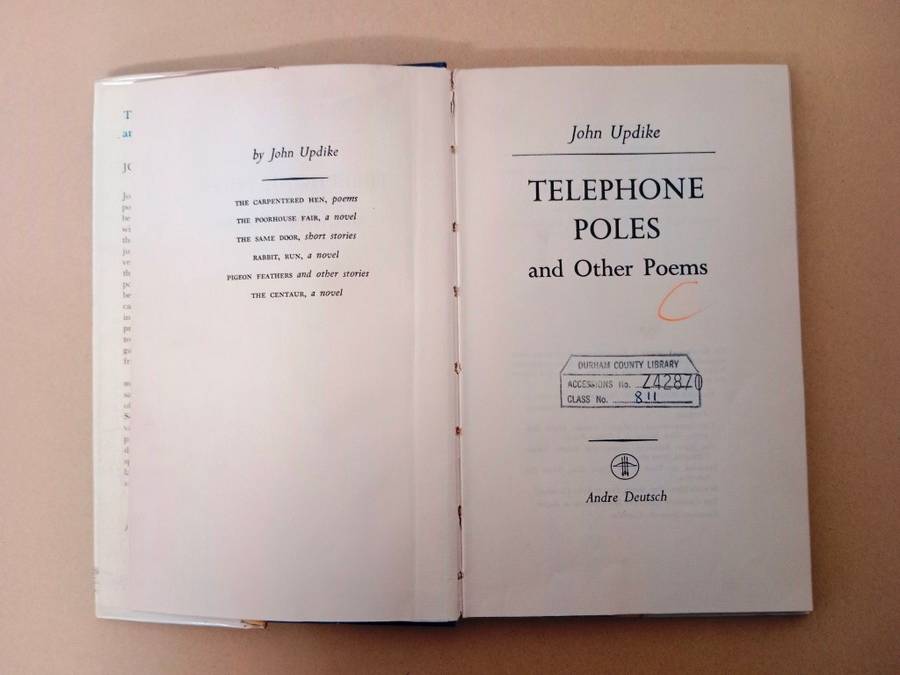 by John Updike
THE CARPENTERED HEN, poems
THE POORHOUSE FAIR, a novel
THE SAME DOOR, short stories
RABBIT, RUN, a novel
PIGEON FEATHERS and other stories
THE CENTAUR, a novel
John Updike
TELEPHONE
POLES
and Other Poems
C
DURHAM COUNTY LIBRARY
ACCESSIONS No. Z42870
CLASS No. 811
Andre Deutsch